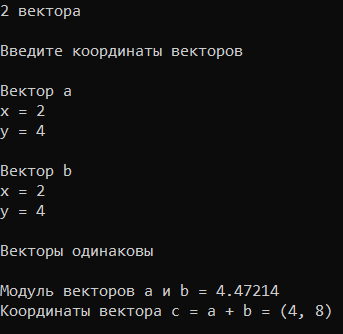 2 вектора
Введите координаты векторов
Вектор a
x = 2
y = 4
Вектор b
x = 2
y = 4
Векторы одинаковы
Модуль векторов a и b = 4.47214
Координаты вектора c = a + b = (4, 8)